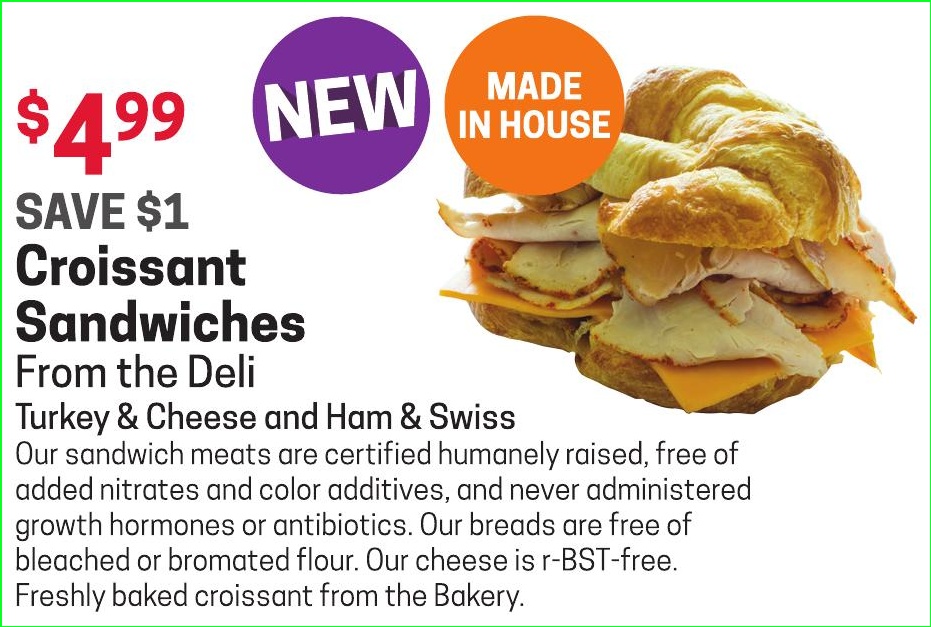 NEW
MADE
IN HOUSE
$4.99
SAVE $1
Croissant
Sandwiches
From the Deli
Turkey & Cheese and Ham & Swiss
Our sandwich meats are certified humanely raised, free of
added nitrates and color additives, and never administered
growth hormones or antibiotics. Our breads are free of
bleached or bromated flour. Our cheese is r-BST-free.
Freshly baked croissant from the Bakery.